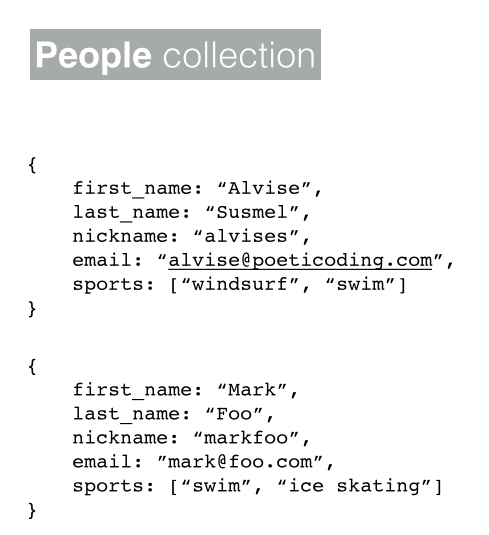 People collection
{
    first_name: “Alvise”,
    last_name: “Susmel”,
    nickname: “alvises”,
    email: “alvise@poeticoding.com”,
    sports: [“windsurf”, “swim”]
}
{
    first_name: “Mark”,
    last_name: “Foo”,
    nickname: “markfoo”,
    email: ”mark@foo.com”,
    sports: [“swim”, “ice skating”]
}